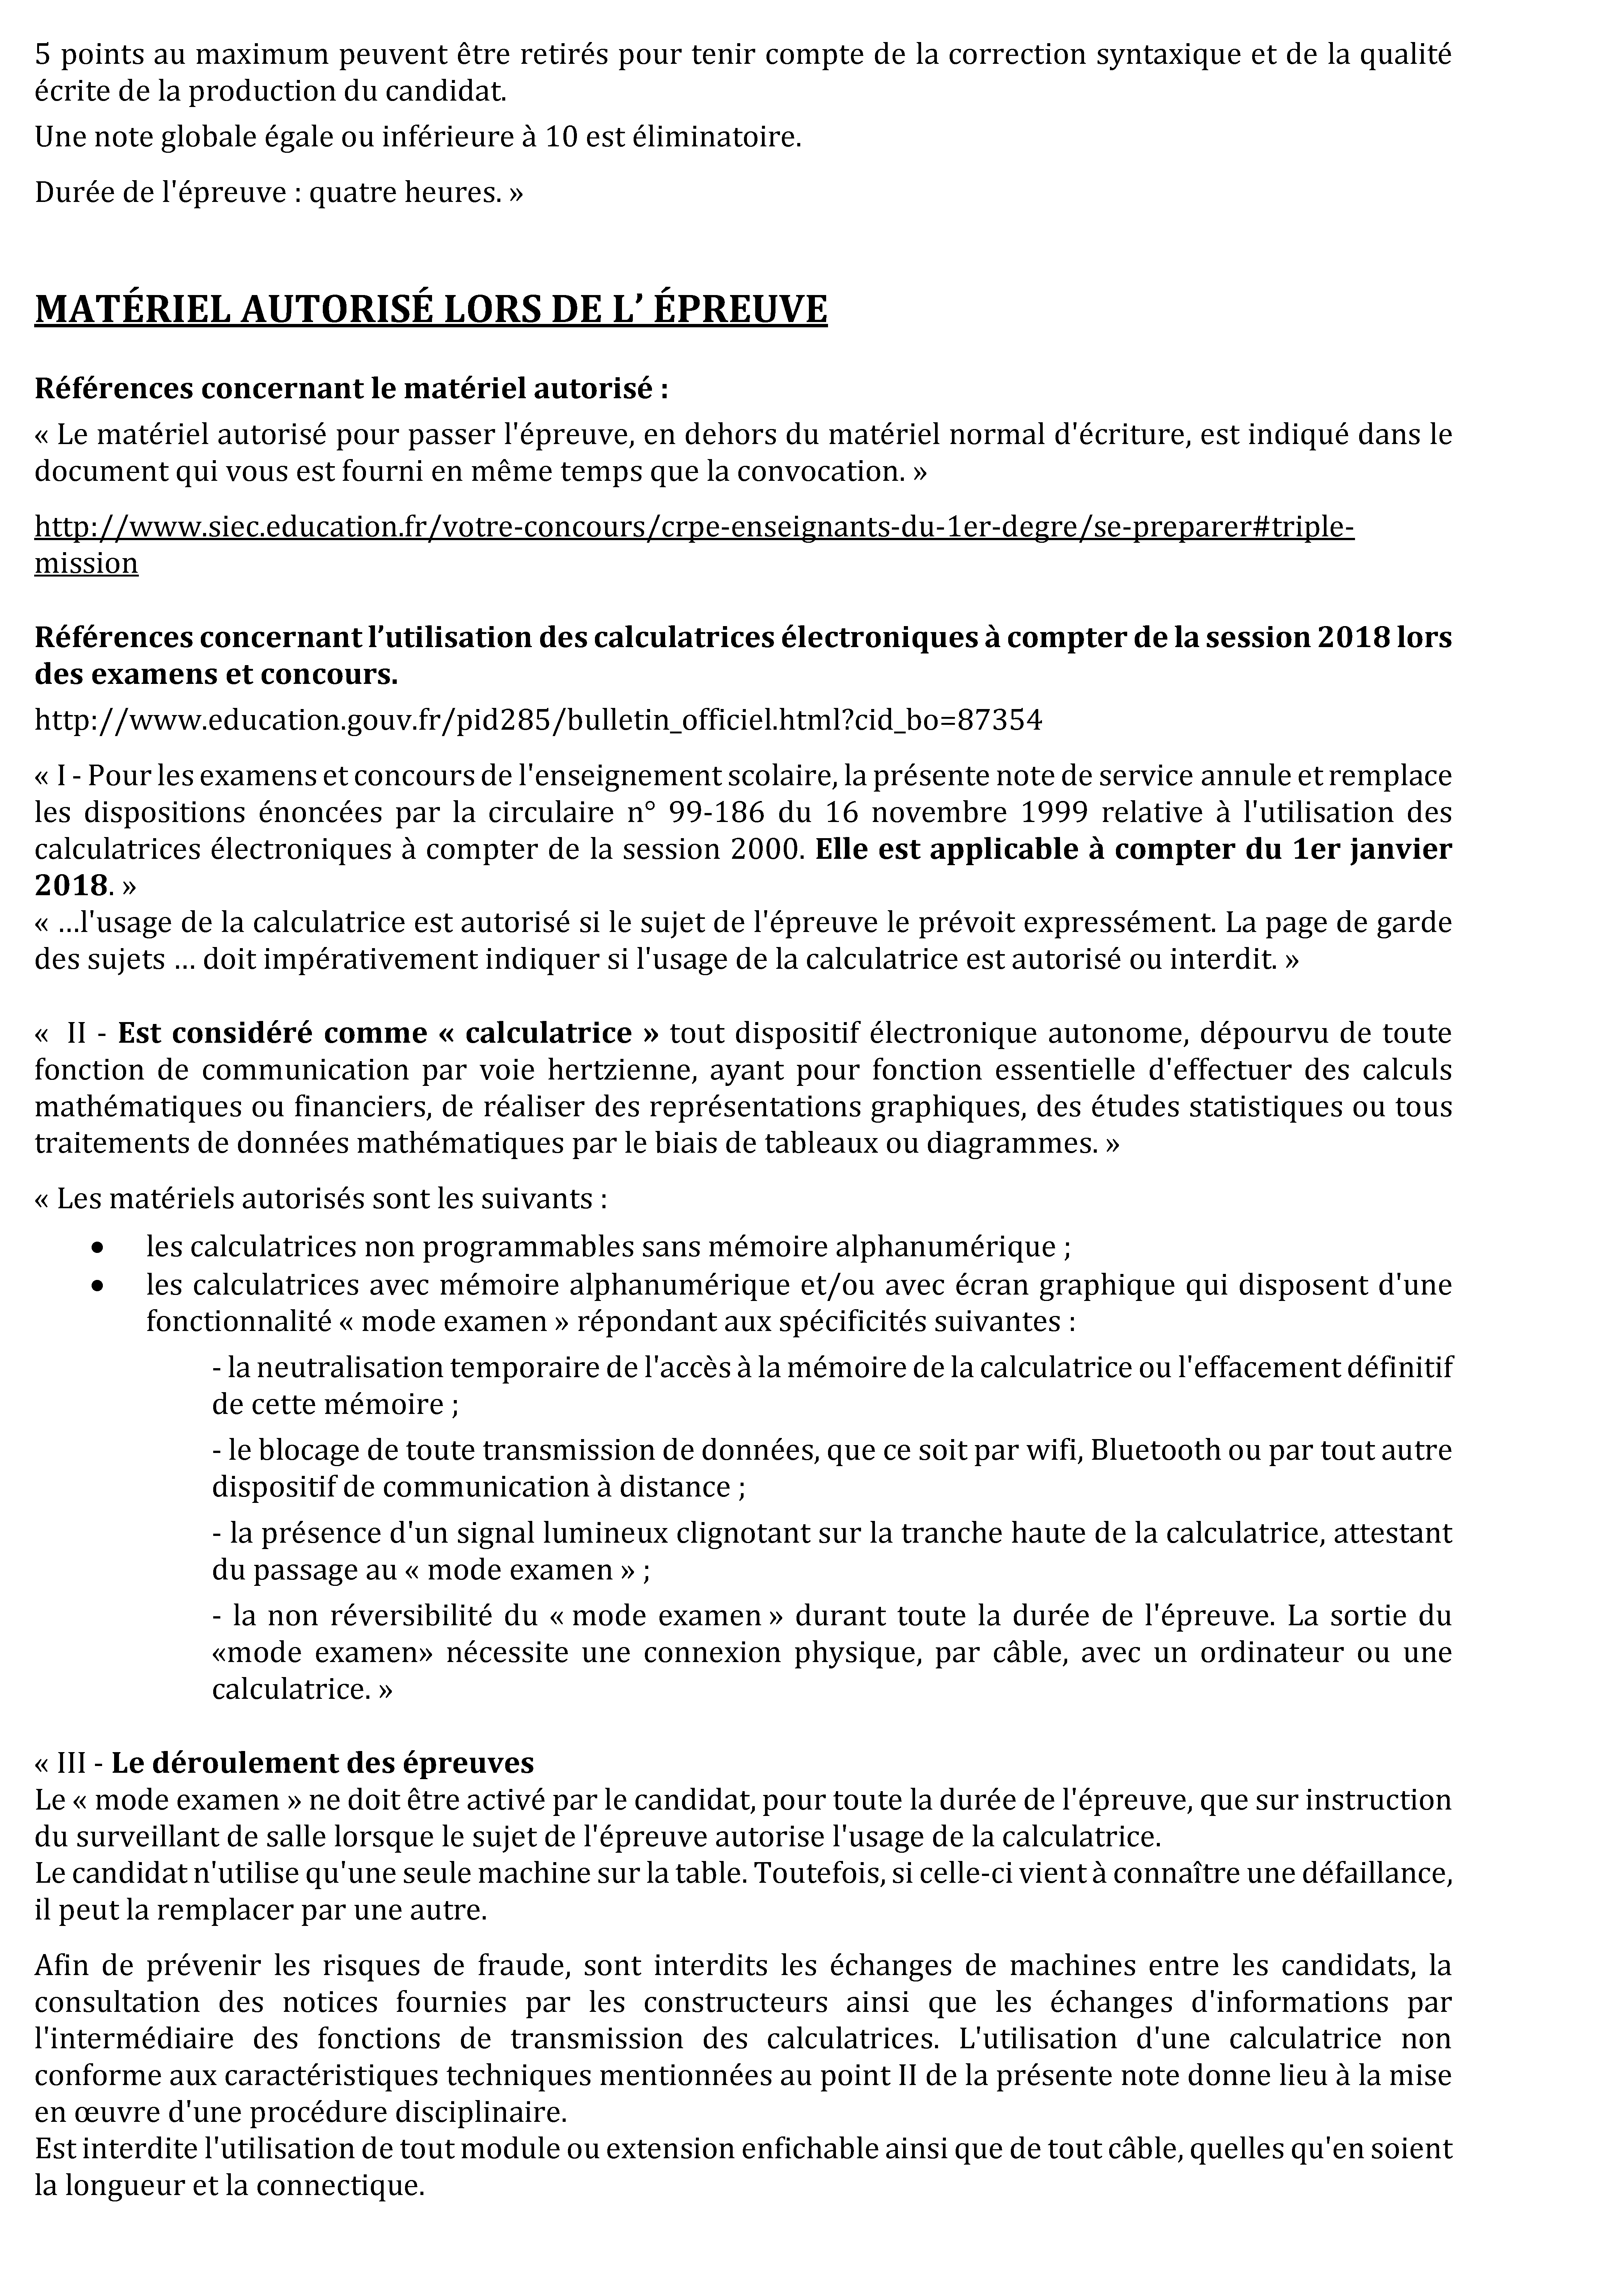 5 points au maximum peuvent être retirés pour tenir compte de la correction syntaxique et de la qualité
écrite de la production du candidat.
Une note globale égale ou inférieure à 10 est éliminatoire.
Durée de l'épreuve : quatre heures. »
MATÉRIEL AUTORISÉ LORS DE L’ ÉPREUVE
Références concernant le matériel autorisé :
« Le matériel autorisé pour passer l'épreuve, en dehors du matériel normal d'écriture, est indiqué dans le
document qui vous est fourni en même temps que la convocation. »
http://www.siec.education.fr/votre-concours/crpe-enseignants-du-1er-degre/se-preparer#triple-
mission
Références concernant l’utilisation des calculatrices électroniques à compter de la session 2018 lors
des examens et concours.
http://www.education.gouv.fr/pid285/bulletin_officiel.html?cid_bo=87354
« I - Pour les examens et concours de l'enseignement scolaire, la présente note de service annule et remplace
les dispositions énoncées par la circulaire n° 99-186 du 16 novembre 1999 relative à l'utilisation des
calculatrices électroniques à compter de la session 2000. Elle est applicable à compter du 1er janvier
2018. »
« …l'usage de la calculatrice est autorisé si le sujet de l'épreuve le prévoit expressément. La page de garde
des sujets … doit impérativement indiquer si l'usage de la calculatrice est autorisé ou interdit. »
« II - Est considéré comme « calculatrice » tout dispositif électronique autonome, dépourvu de toute
fonction de communication par voie hertzienne, ayant pour fonction essentielle d'effectuer des calculs
mathématiques ou financiers, de réaliser des représentations graphiques, des études statistiques ou tous
traitements de données mathématiques par le biais de tableaux ou diagrammes. »
« Les matériels autorisés sont les suivants :
• les calculatrices non programmables sans mémoire alphanumérique ;
• les calculatrices avec mémoire alphanumérique et/ou avec écran graphique qui disposent d'une
fonctionnalité « mode examen » répondant aux spécificités suivantes :
- la neutralisation temporaire de l'accès à la mémoire de la calculatrice ou l'effacement définitif
de cette mémoire ;
- le blocage de toute transmission de données, que ce soit par wifi, Bluetooth ou par tout autre
dispositif de communication à distance ;
- la présence d'un signal lumineux clignotant sur la tranche haute de la calculatrice, attestant
du passage au « mode examen » ;
- la non réversibilité du « mode examen » durant toute la durée de l'épreuve. La sortie du
«mode examen» nécessite une connexion physique, par câble, avec un ordinateur ou une
calculatrice. »
« III - Le déroulement des épreuves
Le « mode examen » ne doit être activé par le candidat, pour toute la durée de l'épreuve, que sur instruction
du surveillant de salle lorsque le sujet de l'épreuve autorise l'usage de la calculatrice.
Le candidat n'utilise qu'une seule machine sur la table. Toutefois, si celle-ci vient à connaître une défaillance,
il peut la remplacer par une autre.
Afin de prévenir les risques de fraude, sont interdits les échanges de machines entre les candidats, la
consultation des notices fournies par les constructeurs ainsi que les échanges d'informations par
l'intermédiaire des fonctions de transmission des calculatrices. L'utilisation d'une calculatrice non
conforme aux caractéristiques techniques mentionnées au point II de la présente note donne lieu à la mise
en œuvre d'une procédure disciplinaire.
Est interdite l'utilisation de tout module ou extension enfichable ainsi que de tout câble, quelles qu'en soient
la longueur et la connectique.